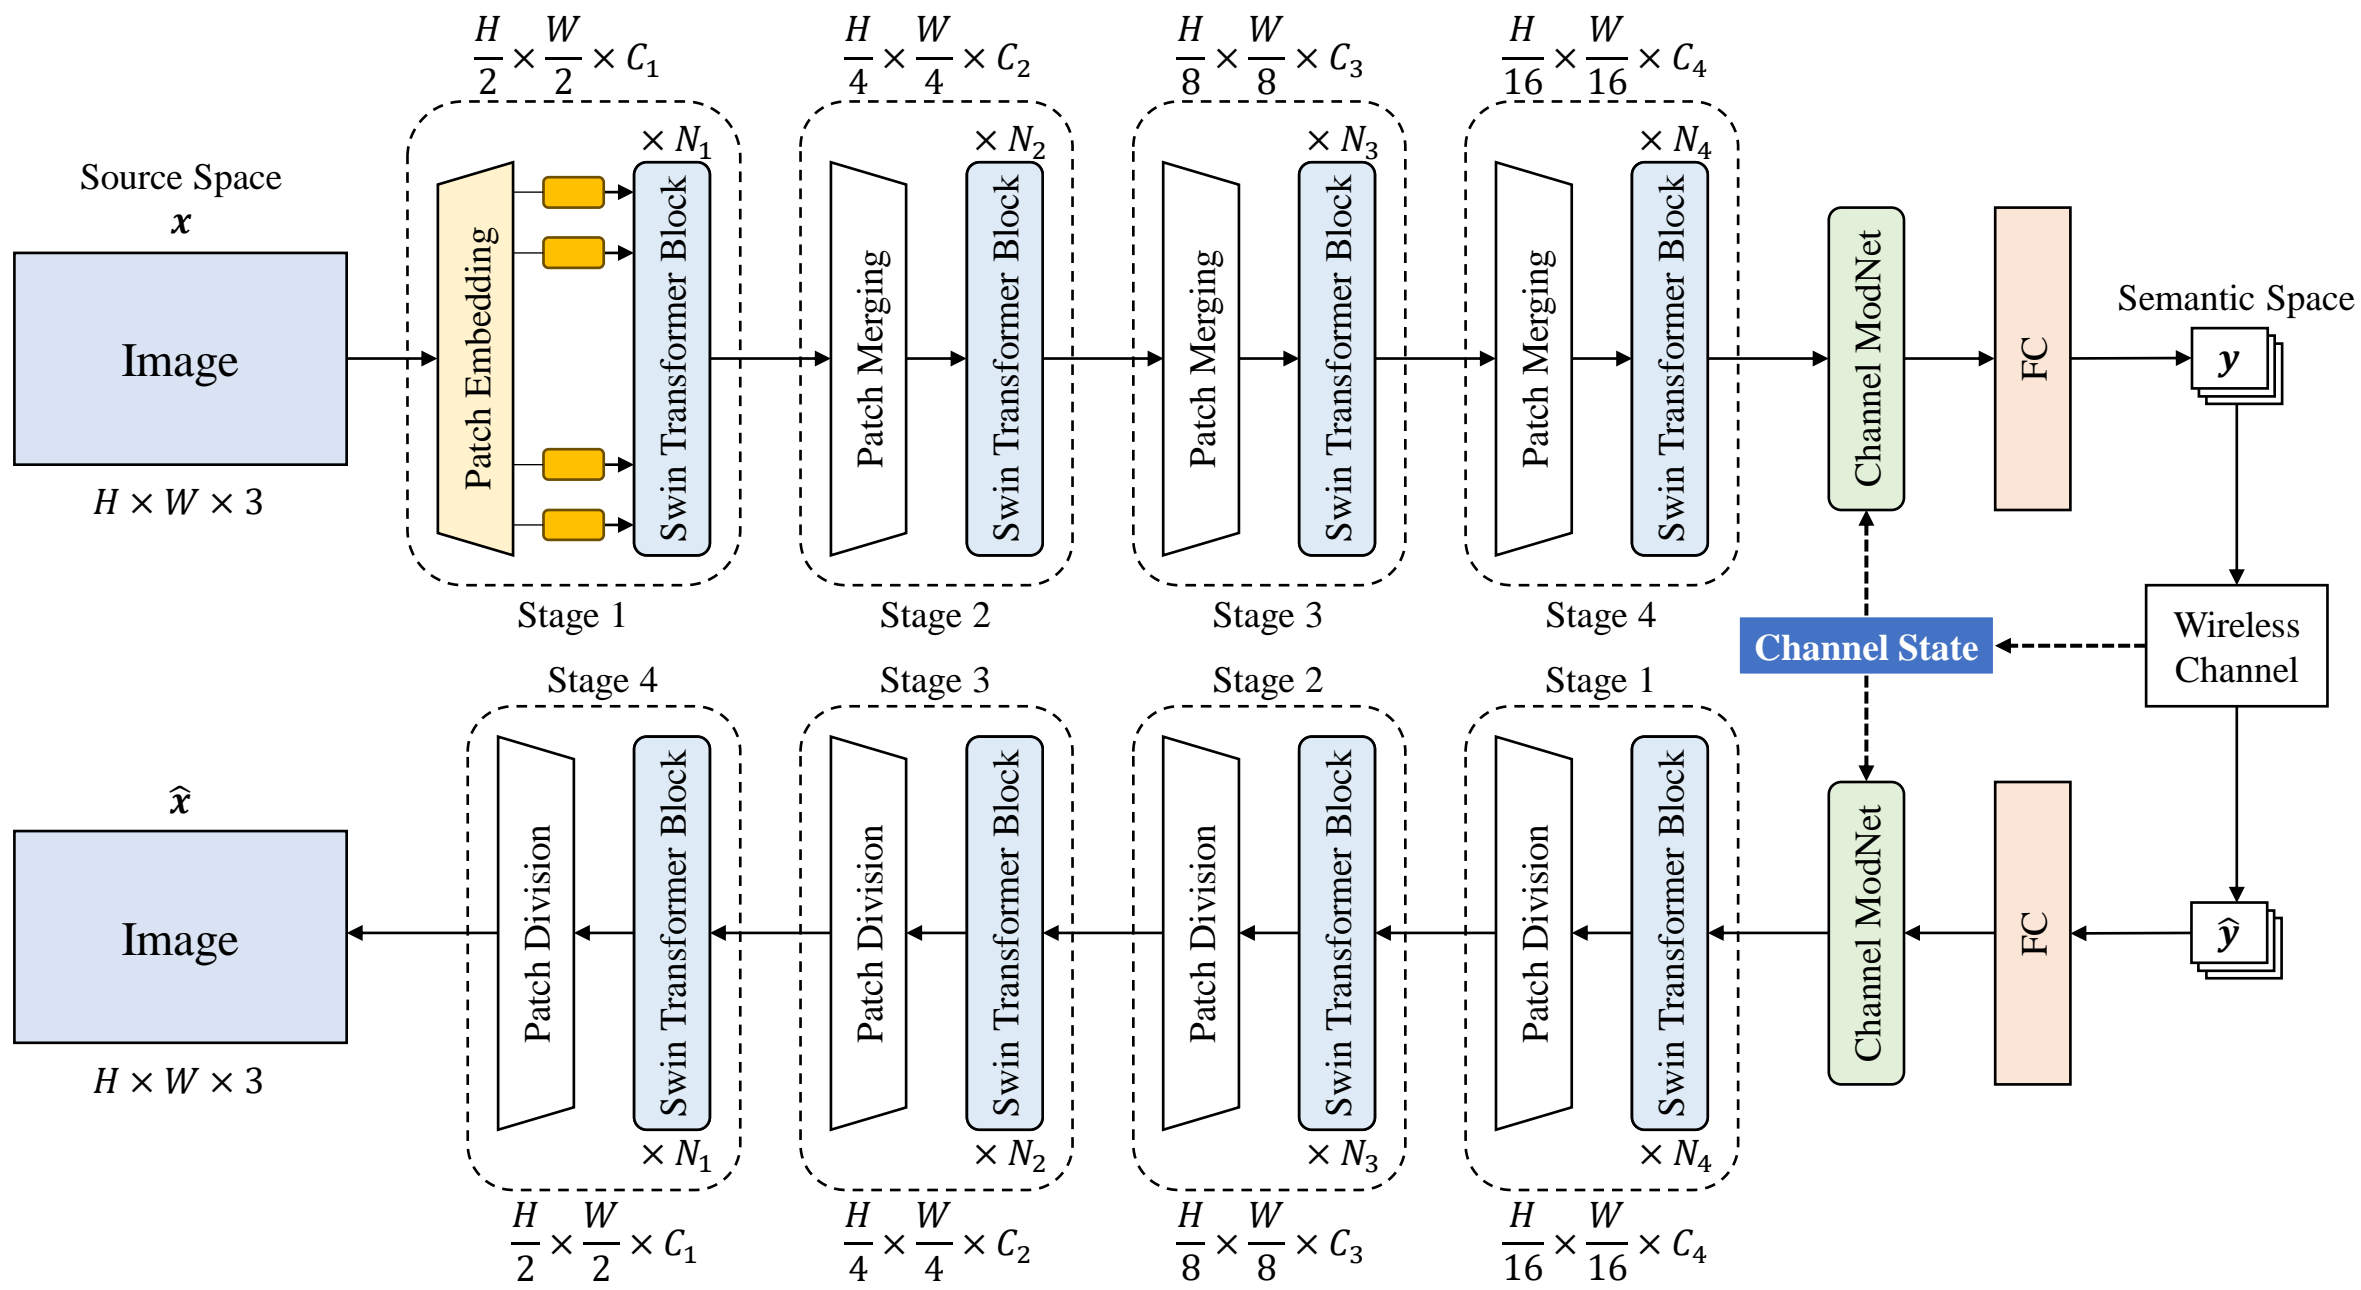 H/2 × W/2 × C₁
H/4 × W/4 × C₂
H/8 × W/8 × C₃
H/16 × W/16 × C₄
Source Space
x
Image
H × W × 3
Patch Embedding
× N₁
Swin Transformer Block
Stage 1
Patch Merging
× N₂
Swin Transformer Block
Stage 2
Patch Merging
× N₃
Swin Transformer Block
Stage 3
Patch Merging
× N₄
Swin Transformer Block
Stage 4
Channel ModNet
FC
Semantic Space
y
Wireless
Channel
Channel State
ŷ
FC
Channel ModNet
Stage 1
Swin Transformer Block
× N₄
Patch Division
H/16 × W/16 × C₄
Stage 2
Swin Transformer Block
× N₃
Patch Division
H/8 × W/8 × C₃
Stage 3
Swin Transformer Block
× N₂
Patch Division
H/4 × W/4 × C₂
Stage 4
Swin Transformer Block
× N₁
Patch Division
H/2 × W/2 × C₁
x̂
Image
H × W × 3